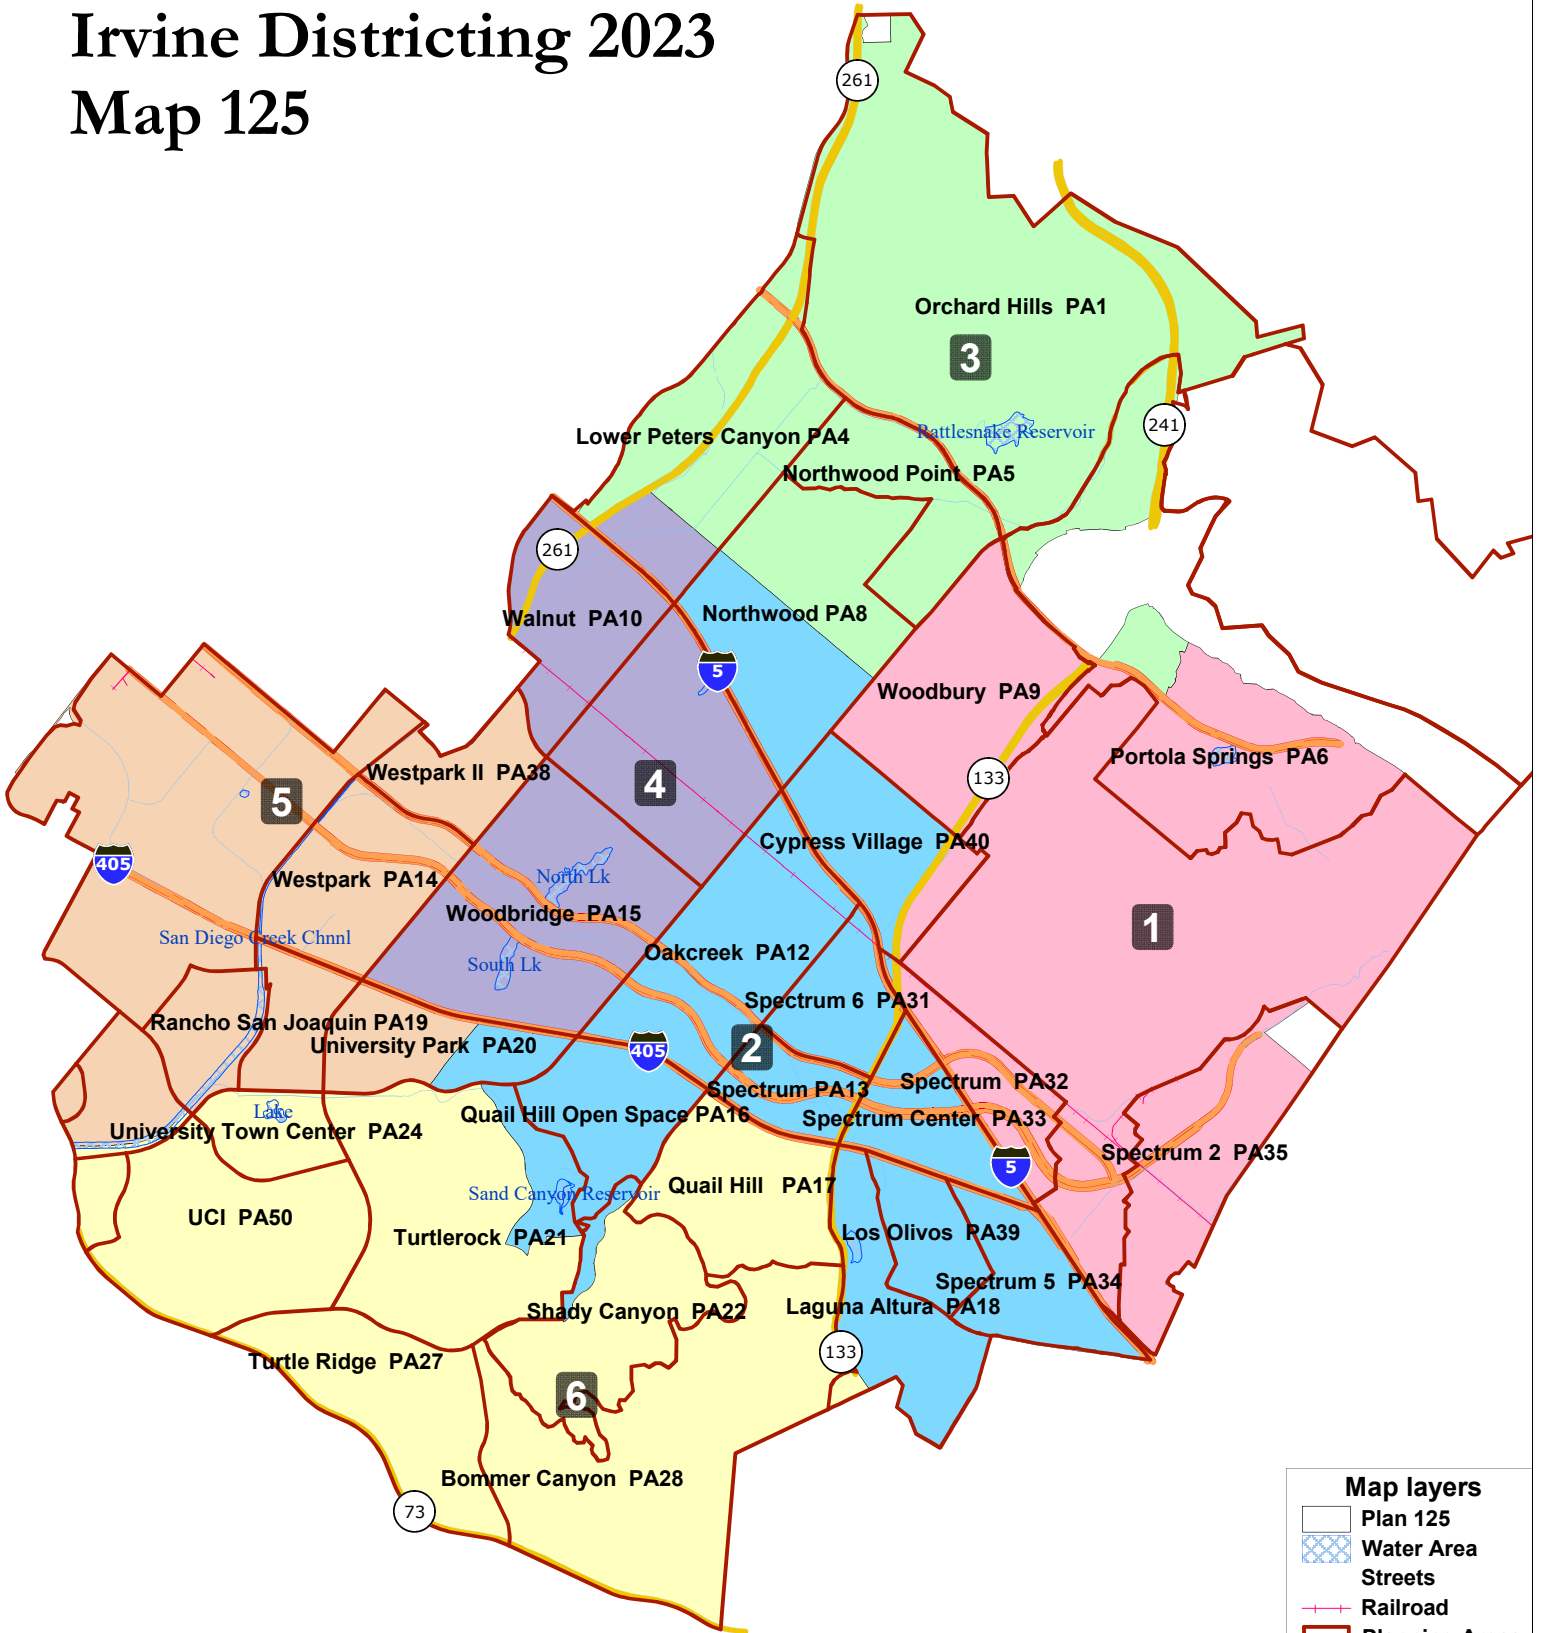 Irvine Districting 2023
Map 125
261
Orchard Hills  PA1
3
241
Rattlesnake Reservoir
Lower Peters Canyon PA4
Northwood Point  PA5
261
Walnut  PA10
Northwood PA8
5
Woodbury  PA9
Portola Springs  PA6
Westpark II  PA38
4
133
5
Cypress Village  PA40
405
Westpark  PA14
North Lk
Woodbridge  PA15
1
San Diego Creek Chnnl
South Lk
Oakcreek  PA12
Spectrum 6  PA31
Rancho San Joaquin PA19
University Park  PA20
405
2
Spectrum PA13
Spectrum  PA32
Lake
Quail Hill Open Space PA16
Spectrum Center  PA33
University Town Center  PA24
Spectrum 2  PA35
5
Sand Canyon Reservoir
Quail Hill  PA17
UCI  PA50
Turtlerock  PA21
Los Olivos  PA39
Spectrum 5  PA34
Shady Canyon  PA22
Laguna Altura  PA18
133
Turtle Ridge  PA27
6
Bommer Canyon  PA28
73
Map layers
Plan 125
Water Area
Streets
Railroad